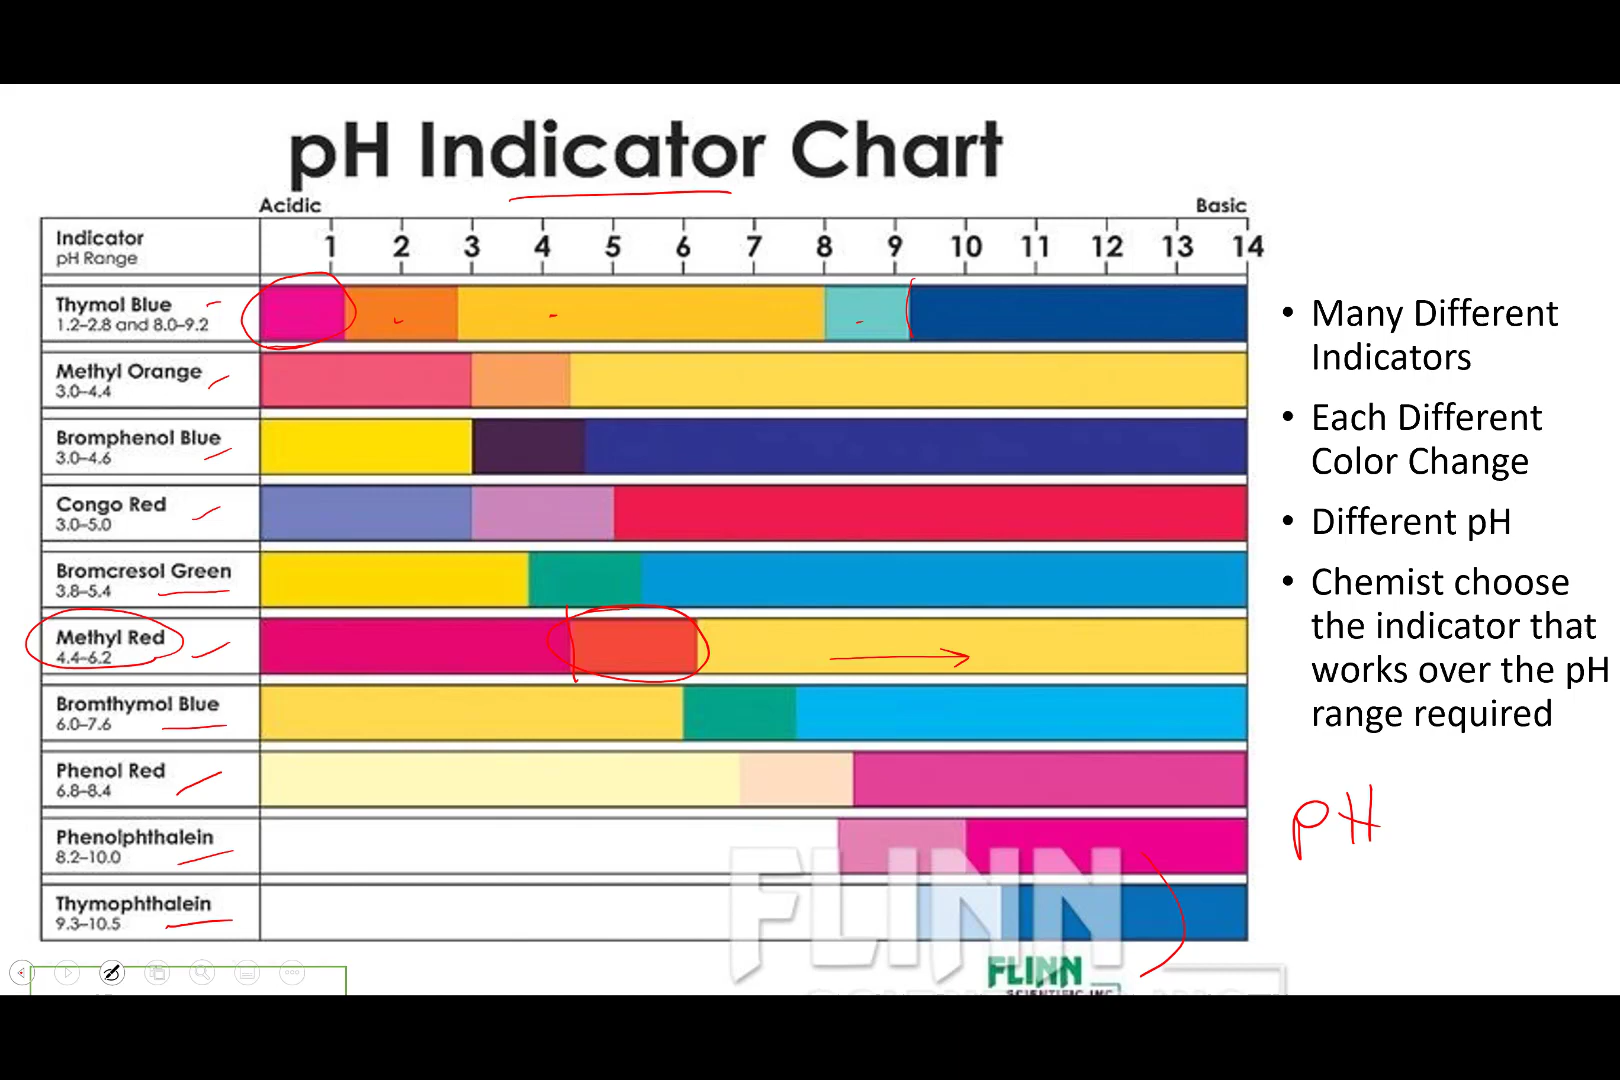 pH Indicator Chart
Acidic
Basic
Indicator
pH Range
1 2 3 4 5 6 7 8 9 10 11 12 13 14
Thymol Blue
1.2–2.8 and 8.0–9.2
Methyl Orange
3.0–4.4
Bromphenol Blue
3.0–4.6
Congo Red
3.0–5.0
Bromcresol Green
3.8–5.4
Methyl Red
4.4–6.2
Bromthymol Blue
6.0–7.6
Phenol Red
6.8–8.4
Phenolphthalein
8.2–10.0
Thymophthalein
9.3–10.5
FLINN
FLINN
SCIENTIFIC INC
• Many Different
Indicators
• Each Different
Color Change
• Different pH
• Chemist choose
the indicator that
works over the pH
range required
pH